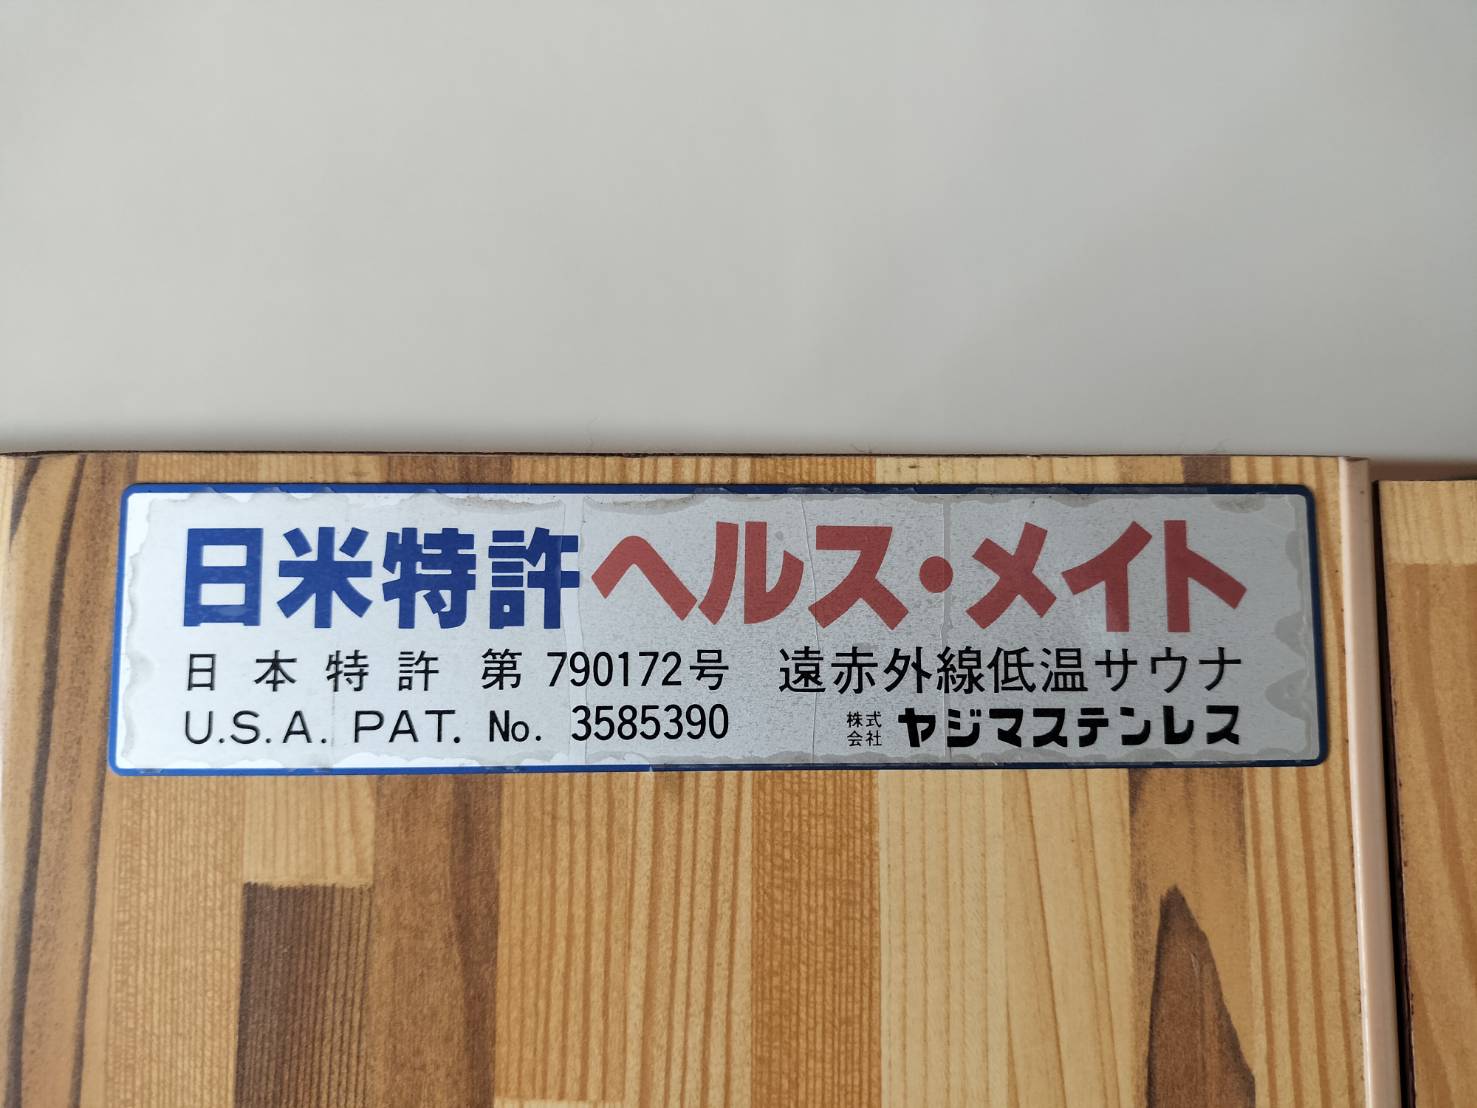 日米特許ヘルス・メイト
日本特許第790172号 遠赤外線低温サウナ
U.S.A. PAT. No. 3585390 株式会社ヤジマステンレス